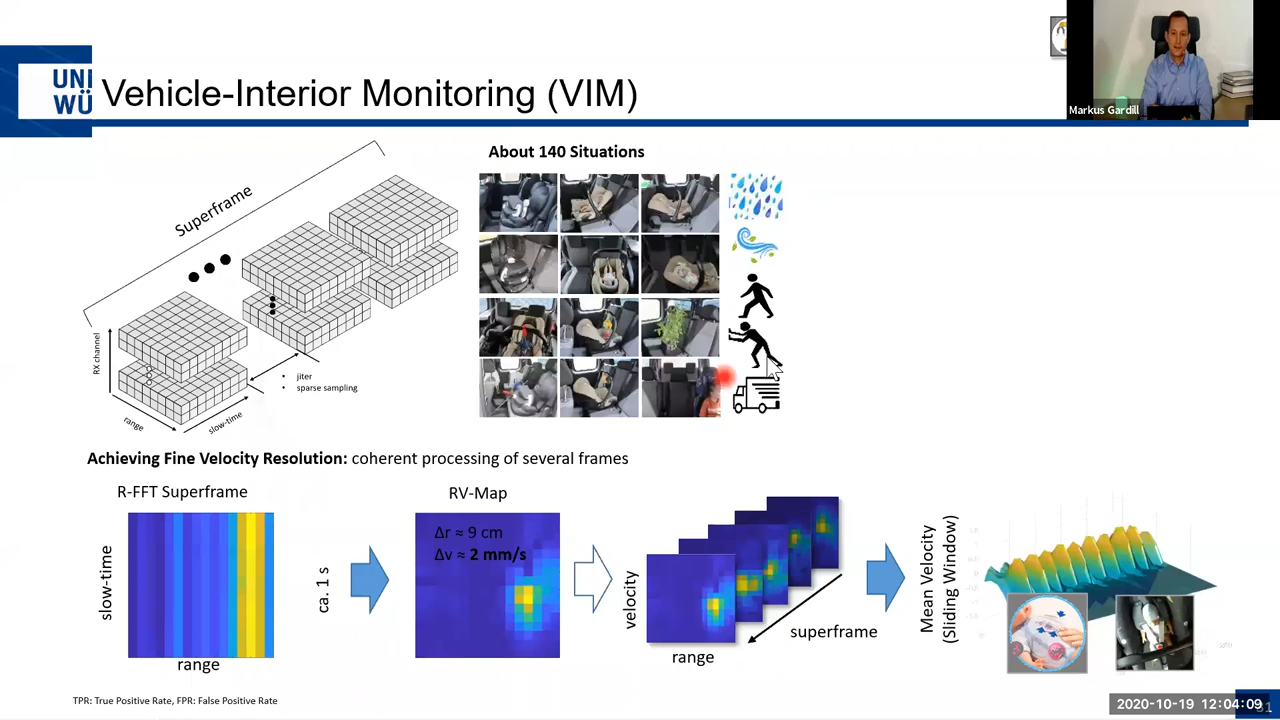 Markus Gardill
UNI
WÜ
Vehicle-Interior Monitoring (VIM)
Superframe
RX channel
range
slow-time
• jiter
• sparse sampling
About 140 Situations
Achieving Fine Velocity Resolution: coherent processing of several frames
R-FFT Superframe
slow-time
range
ca. 1 s
RV-Map
Δr ≈ 9 cm
Δv ≈ 2 mm/s
velocity
range
superframe
Mean Velocity
(Sliding Window)
TPR: True Positive Rate, FPR: False Positive Rate
2020-10-19 12:04:09